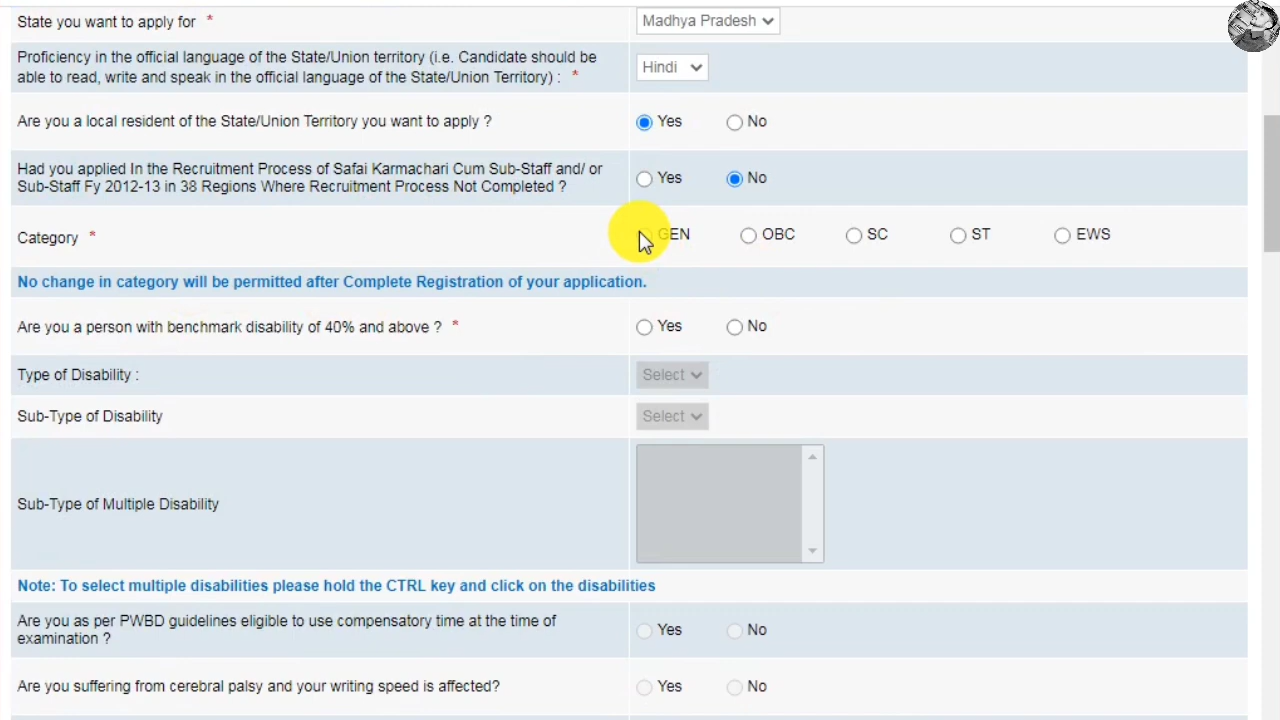 State you want to apply for * Madhya Pradesh
Proficiency in the official language of the State/Union territory (i.e. Candidate should be
able to read, write and speak in the official language of the State/Union Territory) : * Hindi
Are you a local resident of the State/Union Territory you want to apply ? Yes No
Had you applied In the Recruitment Process of Safai Karmachari Cum Sub-Staff and/ or
Sub-Staff Fy 2012-13 in 38 Regions Where Recruitment Process Not Completed ? Yes No
Category * GEN OBC SC ST EWS
No change in category will be permitted after Complete Registration of your application.
Are you a person with benchmark disability of 40% and above ? * Yes No
Type of Disability : Select
Sub-Type of Disability Select
Sub-Type of Multiple Disability
Note: To select multiple disabilities please hold the CTRL key and click on the disabilities
Are you as per PWBD guidelines eligible to use compensatory time at the time of
examination ? Yes No
Are you suffering from cerebral palsy and your writing speed is affected? Yes No